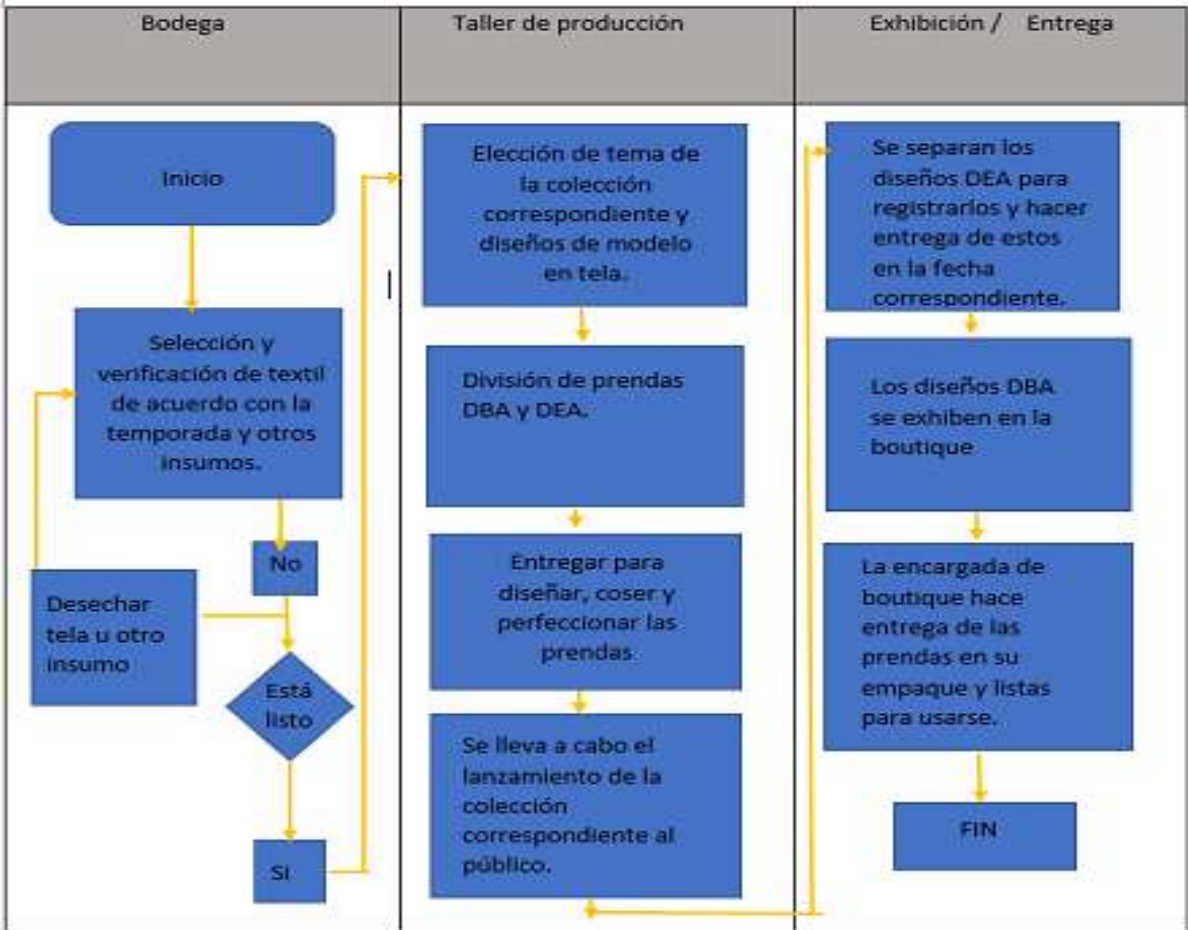 Bodega
Taller de producción
Exhibición / Entrega
Inicio
Selección y
verificación de textil
de acuerdo con la
temporada y otros
insumos.
No
Desechar
tela u otro
insumo
Está
listo
Si
Elección de tema de
la colección
correspondiente y
diseños de modelo
en tela.
División de prendas
DBA y DEA.
Entregar para
diseñar, coser y
perfeccionar las
prendas
Se lleva a cabo el
lanzamiento de la
colección
correspondiente al
público.
Se separan los
diseños DEA para
registrarlos y hacer
entrega de estos
en la fecha
correspondiente.
Los diseños DBA
se exhiben en la
boutique
La encargada de
boutique hace
entrega de las
prendas en su
empaque y listas
para usarse.
FIN